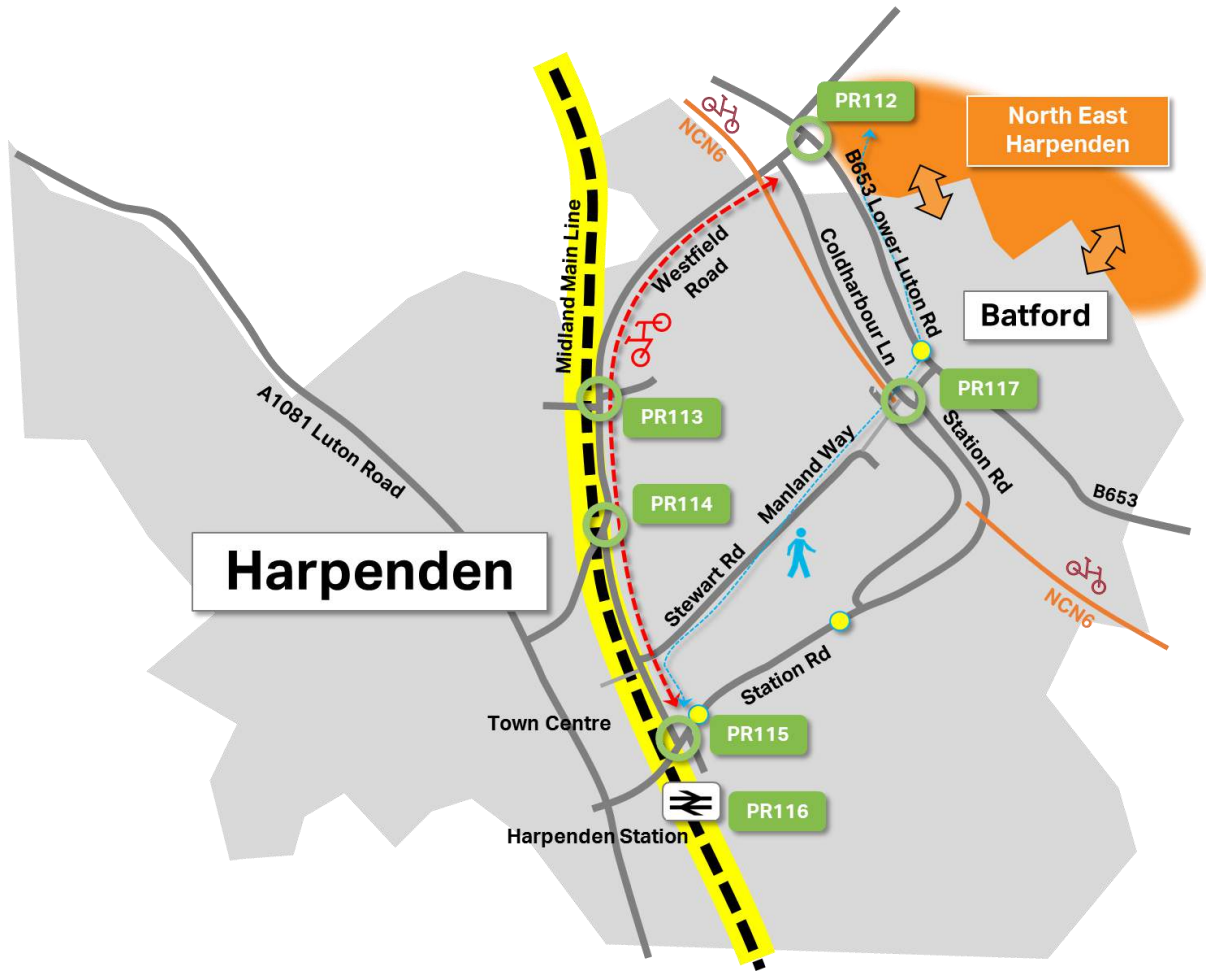 PR112
North East
Harpenden
NCN6
B653 Lower Luton Rd
Midland Main Line
Westfield
Road
Coldharbour Ln
Batford
PR117
A1081 Luton Road
PR113
Station Rd
Manland Way
B653
PR114
Harpenden
Stewart Rd
NCN6
Station Rd
Town Centre
PR115
PR116
Harpenden Station